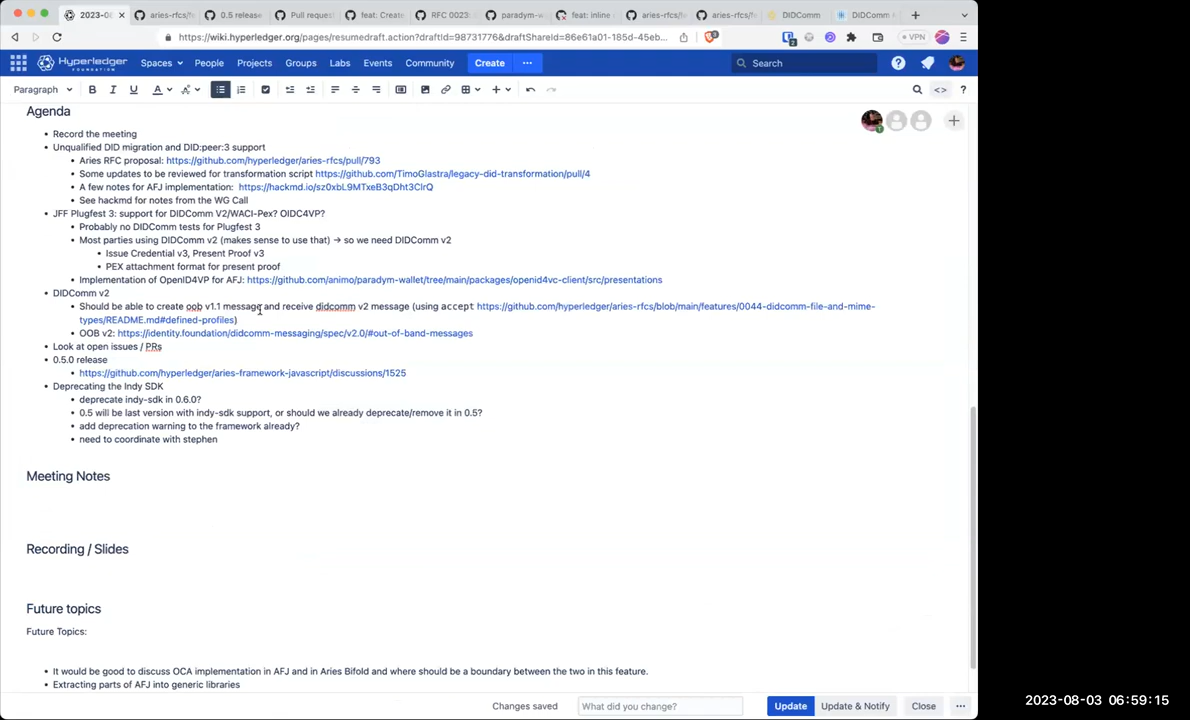 2023-08
aries-rfcs/f
0.5 release
Pull reques
feat: Create
RFC 0023:
paradym-w
feat: inline
aries-rfcs/fe
aries-rfcs/fe
DIDComm
DIDComm
https://wiki.hyperledger.org/pages/resumedraft.action?draftId=98731776&draftShareId=86e61a01-185d-45eb...
VPN
HYPERLEDGER FOUNDATION
Spaces
People
Projects
Groups
Labs
Events
Community
Create
Search
Paragraph
B I U A
Agenda
• Record the meeting
• Unqualified DID migration and DID:peer:3 support
• Aries RFC proposal: https://github.com/hyperledger/aries-rfcs/pull/793
• Some updates to be reviewed for transformation script https://github.com/TimoGlastra/legacy-did-transformation/pull/4
• A few notes for AFJ implementation: https://hackmd.io/sz0xbL9MTxeB3qDht3CIrQ
• See hackmd for notes from the WG Call
• JFF Plugfest 3: support for DIDComm V2/WACI-Pex? OIDC4VP?
• Probably no DIDComm tests for Plugfest 3
• Most parties using DIDComm v2 (makes sense to use that) → so we need DIDComm v2
• Issue Credential v3, Present Proof v3
• PEX attachment format for present proof
• Implementation of OpenID4VP for AFJ: https://github.com/animo/paradym-wallet/tree/main/packages/openid4vc-client/src/presentations
• DIDComm v2
• Should be able to create oob v1.1 message and receive didcomm v2 message (using accept https://github.com/hyperledger/aries-rfcs/blob/main/features/0044-didcomm-file-and-mime-
types/README.md#defined-profiles)
• OOB v2: https://identity.foundation/didcomm-messaging/spec/v2.0/#out-of-band-messages
• Look at open issues / PRs
• 0.5.0 release
• https://github.com/hyperledger/aries-framework-javascript/discussions/1525
• Deprecating the Indy SDK
• deprecate indy-sdk in 0.6.0?
• 0.5 will be last version with indy-sdk support, or should we already deprecate/remove it in 0.5?
• add deprecation warning to the framework already?
• need to coordinate with stephen
Meeting Notes
Recording / Slides
Future topics
Future Topics:
• It would be good to discuss OCA implementation in AFJ and in Aries Bifold and where should be a boundary between the two in this feature.
• Extracting parts of AFJ into generic libraries
Changes saved
What did you change?
Update
Update & Notify
Close
2023-08-03 06:59:15